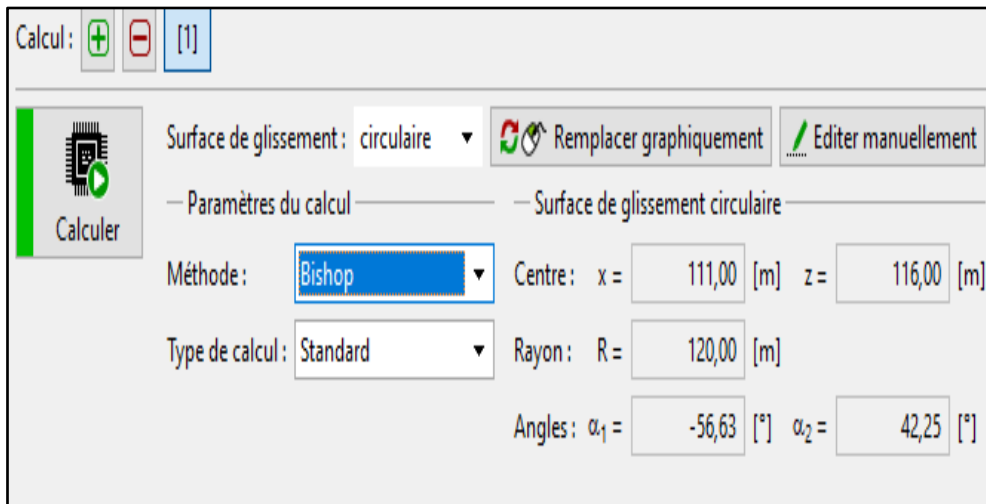 Calcul : [1]
Surface de glissement : circulaire Remplacer graphiquement Editer manuellement
Calculer
Paramètres du calcul Surface de glissement circulaire
Méthode : Bishop Centre : x = 111,00 [m] z = 116,00 [m]
Type de calcul : Standard Rayon : R = 120,00 [m]
Angles : α₁ = -56,63 [°] α₂ = 42,25 [°]